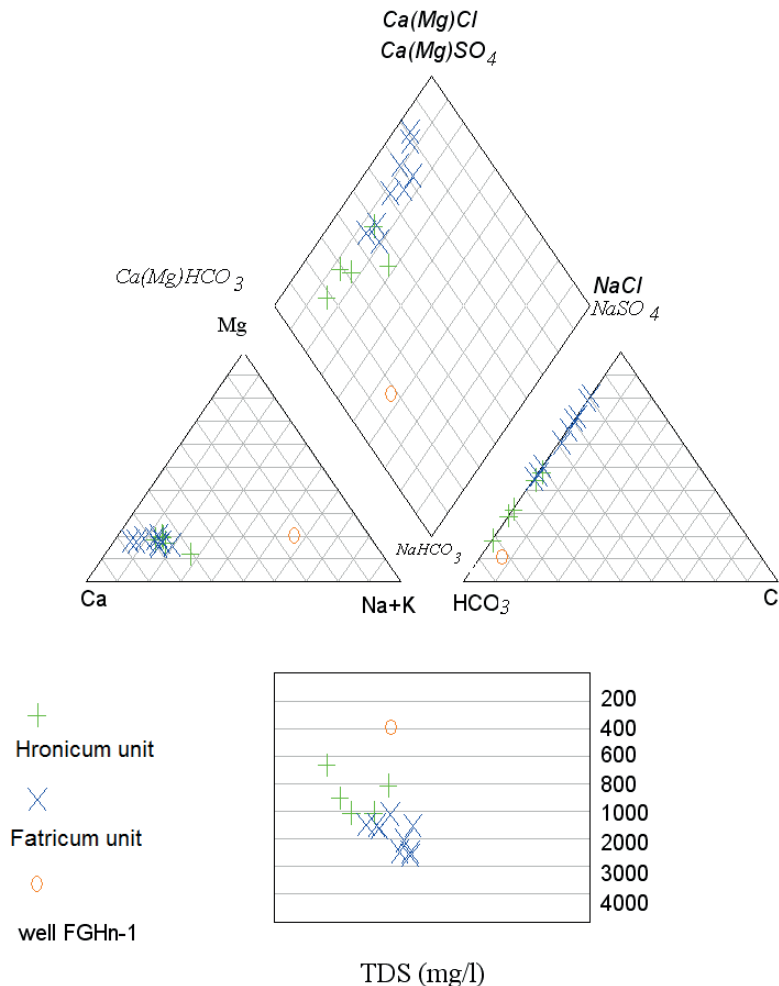 Ca(Mg)Cl
Ca(Mg)SO4
Ca(Mg)HCO3
NaCl
NaSO4
Mg
NaHCO3
Ca
Na+K
HCO3
C
200
400
600
800
1000
2000
3000
4000
Hronicum unit
Fatricum unit
well FGHn-1
TDS (mg/l)